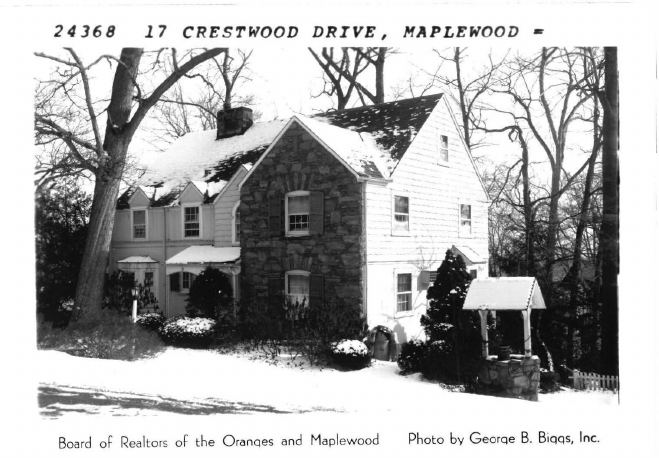 24368 17 CRESTWOOD DRIVE, MAPLEWOOD =
Board of Realtors of the Oranges and Maplewood Photo by George B. Biggs, Inc.